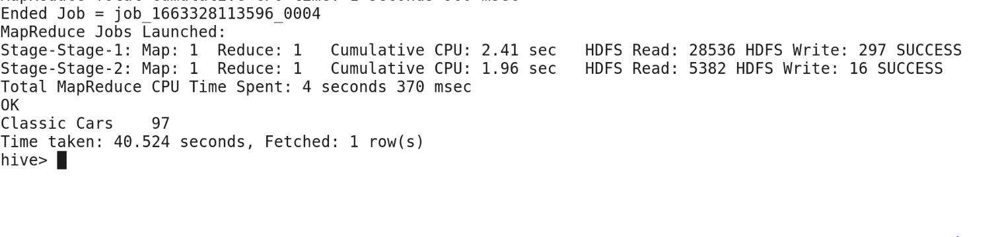 Ended Job = job_1663328113596_0004
MapReduce Jobs Launched:
Stage-Stage-1: Map: 1  Reduce: 1   Cumulative CPU: 2.41 sec   HDFS Read: 28536 HDFS Write: 297 SUCCESS
Stage-Stage-2: Map: 1  Reduce: 1   Cumulative CPU: 1.96 sec   HDFS Read: 5382 HDFS Write: 16 SUCCESS
Total MapReduce CPU Time Spent: 4 seconds 370 msec
OK
Classic Cars    97
Time taken: 40.524 seconds, Fetched: 1 row(s)
hive>